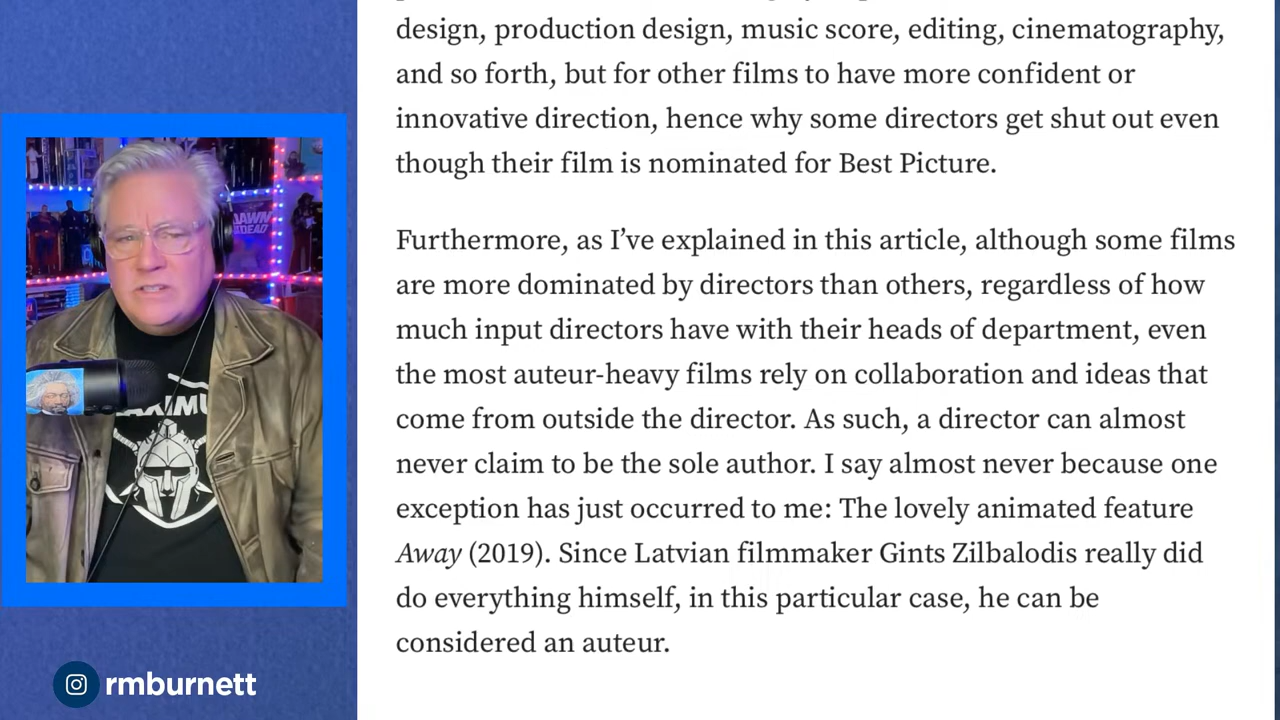 design, production design, music score, editing, cinematography,
and so forth, but for other films to have more confident or
innovative direction, hence why some directors get shut out even
though their film is nominated for Best Picture.
Furthermore, as I’ve explained in this article, although some films
are more dominated by directors than others, regardless of how
much input directors have with their heads of department, even
the most auteur-heavy films rely on collaboration and ideas that
come from outside the director. As such, a director can almost
never claim to be the sole author. I say almost never because one
exception has just occurred to me: The lovely animated feature
Away (2019). Since Latvian filmmaker Gints Zilbalodis really did
do everything himself, in this particular case, he can be
considered an auteur.
DAWN
DEAD
AXIMU
rmburnett